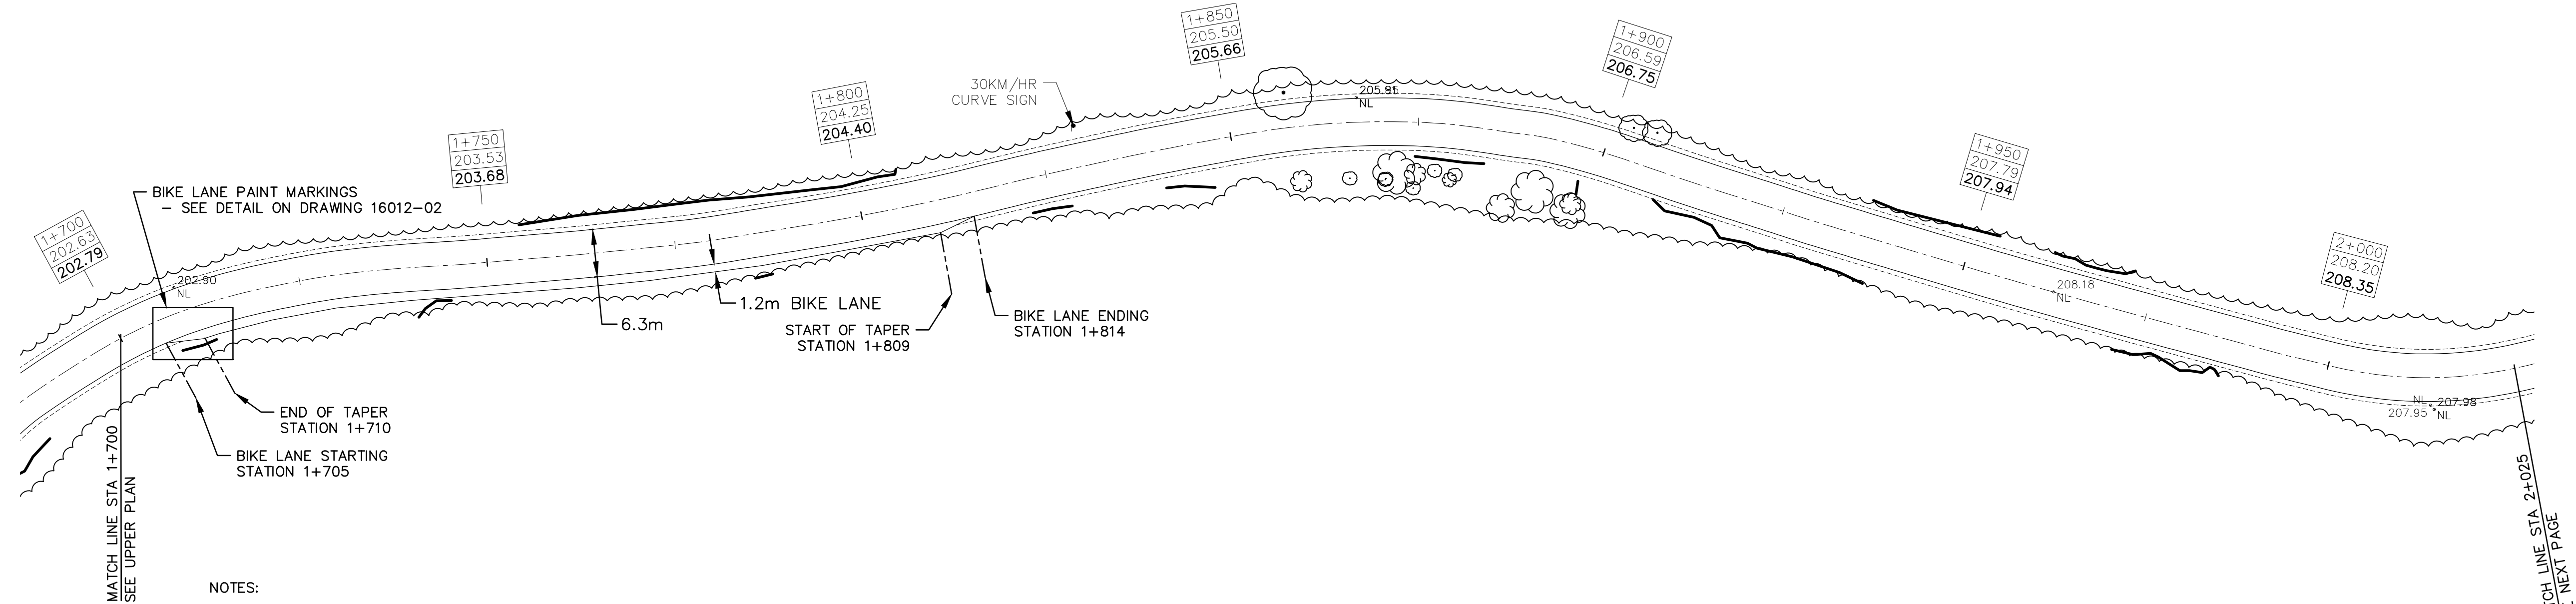 1+850
205.50
205.66
1+900
206.59
206.75
30KM/HR
CURVE SIGN
1+800
204.25
204.40
NL
1+750
203.53
203.68
1+950
207.79
207.94
BIKE LANE PAINT MARKINGS
- SEE DETAIL ON DRAWING 16012-02
1+700
202.63
202.79
2+000
208.20
208.35
202.90
NL
208.18
NL
1.2m BIKE LANE
6.3m
START OF TAPER
STATION 1+809
BIKE LANE ENDING
STATION 1+814
END OF TAPER
STATION 1+710
BIKE LANE STARTING
STATION 1+705
NL 207.98
207.95 NL
MATCH LINE STA 1+700
SEE UPPER PLAN
NOTES:
CH LINE STA 2+025
NEXT PAGE